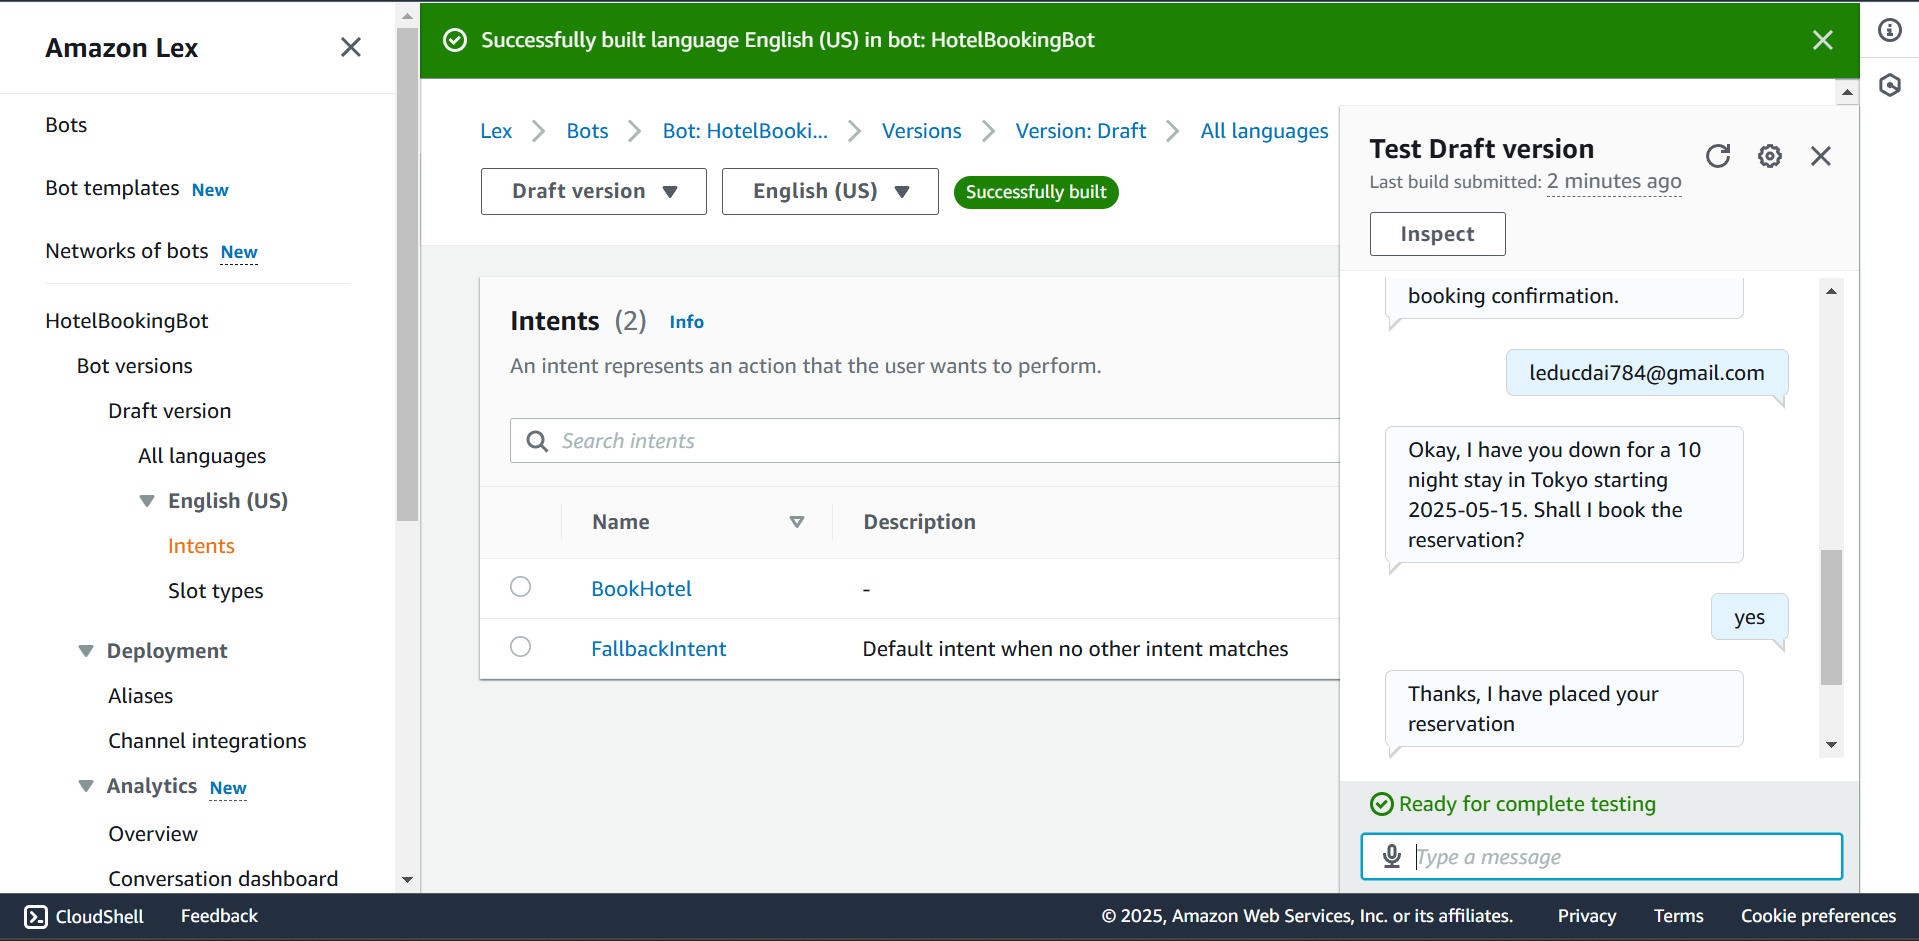 Amazon Lex
Bots
Bot templates New
Networks of bots New
HotelBookingBot
Bot versions
Draft version
All languages
English (US)
Intents
Slot types
Deployment
Aliases
Channel integrations
Analytics New
Overview
Conversation dashboard
Successfully built language English (US) in bot: HotelBookingBot
Lex Bots Bot: HotelBooki... Versions Version: Draft All languages
Draft version English (US) Successfully built
Intents (2) Info
An intent represents an action that the user wants to perform.
Search intents
Name Description
BookHotel -
FallbackIntent Default intent when no other intent matches
Test Draft version
Last build submitted: 2 minutes ago
Inspect
booking confirmation.
leducdai784@gmail.com
Okay, I have you down for a 10
night stay in Tokyo starting
2025-05-15. Shall I book the
reservation?
yes
Thanks, I have placed your
reservation
Ready for complete testing
Type a message
CloudShell Feedback © 2025, Amazon Web Services, Inc. or its affiliates. Privacy Terms Cookie preferences